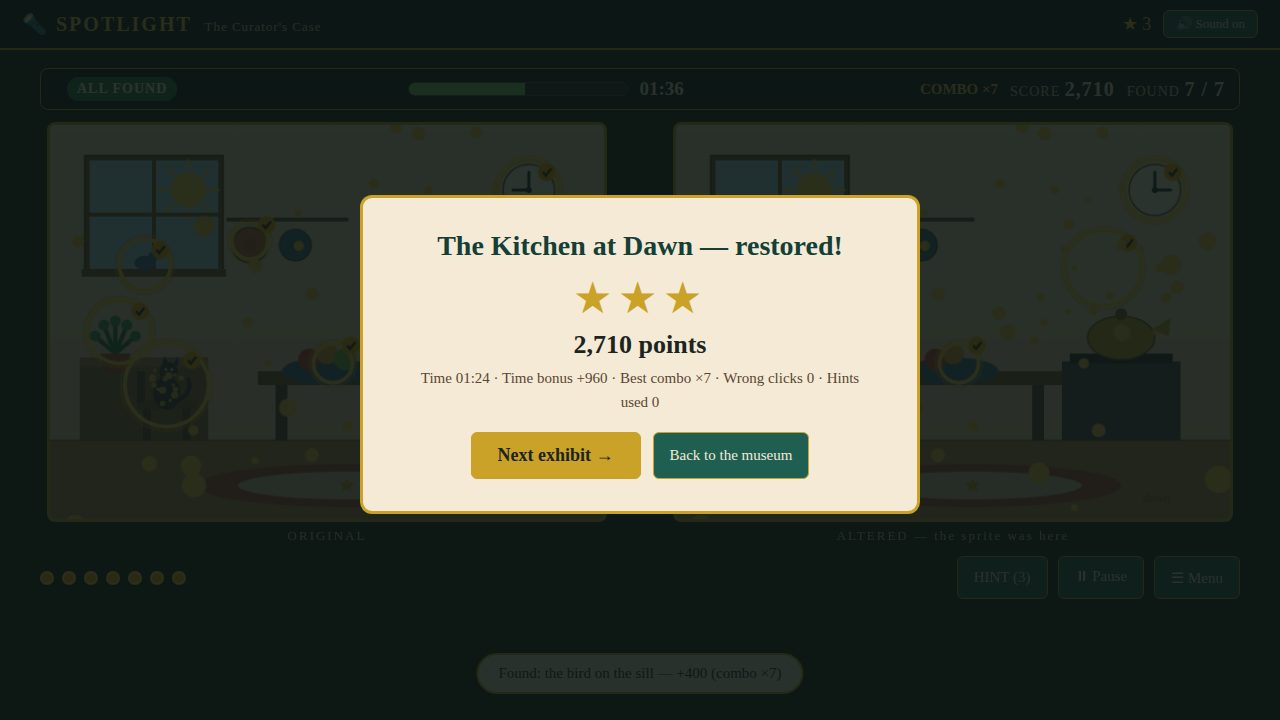 SPOTLIGHT The Curator's Case
★ 3
Sound on
ALL FOUND
01:36
COMBO ×7 SCORE 2,710 FOUND 7 / 7
The Kitchen at Dawn — restored!
2,710 points
Time 01:24 · Time bonus +960 · Best combo ×7 · Wrong clicks 0 · Hints
used 0
Next exhibit →
Back to the museum
ORIGINAL
ALTERED — the sprite was here
HINT (3)
Pause
☰ Menu
Found: the bird on the sill — +400 (combo ×7)